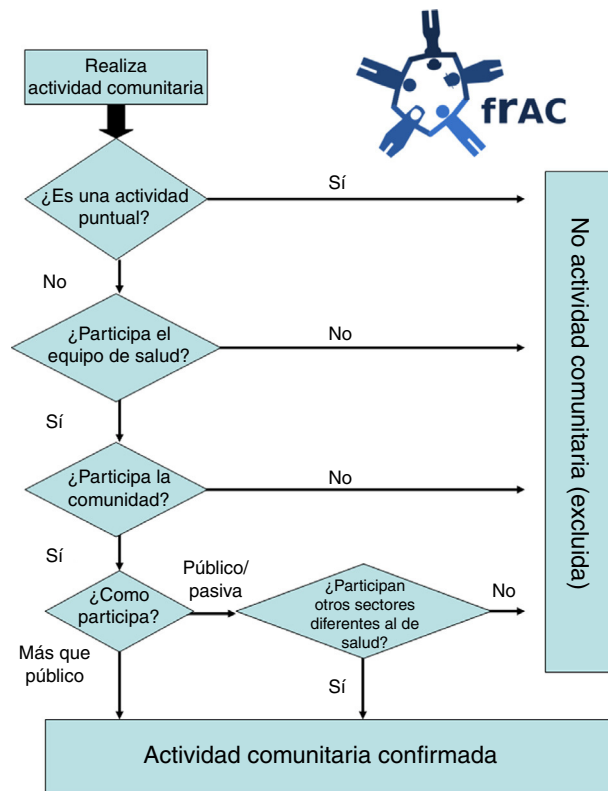 Realiza
actividad comunitaria
frAC
¿Es una actividad
puntual?
Sí
No
¿Participa el
equipo de salud?
No
Sí
¿Participa la
comunidad?
No
Sí
¿Como
participa?
Público/
pasiva
¿Participan
otros sectores
diferentes al de
salud?
No
Más que
público
Sí
No actividad
comunitaria (excluida)
Actividad comunitaria confirmada